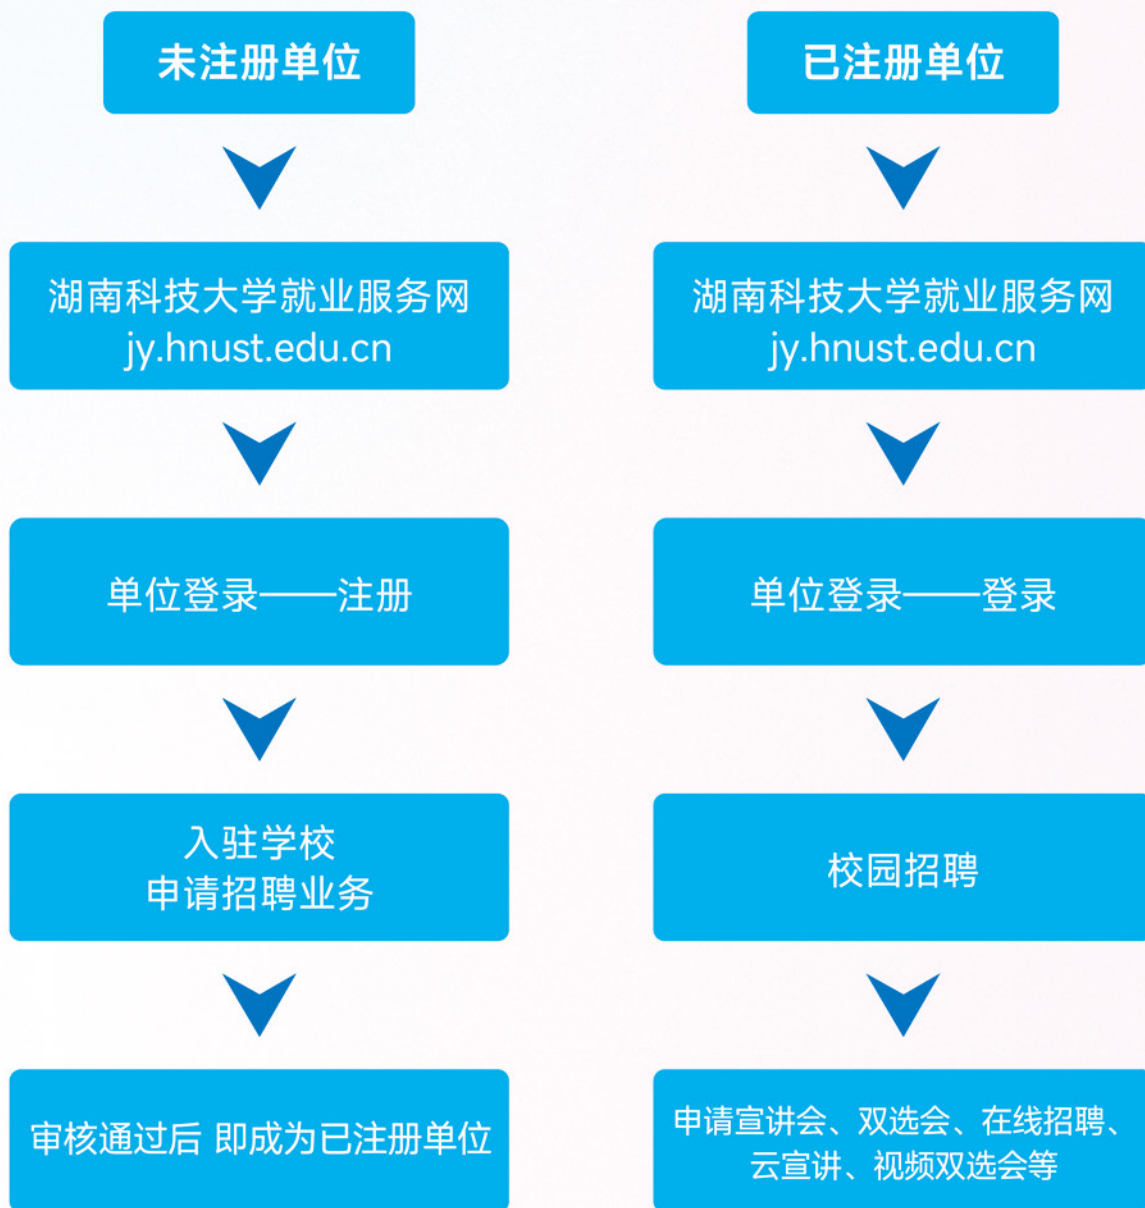 未注册单位
湖南科技大学就业服务网
jy.hnust.edu.cn
单位登录——注册
入驻学校
申请招聘业务
审核通过后 即成为已注册单位
已注册单位
湖南科技大学就业服务网
jy.hnust.edu.cn
单位登录——登录
校园招聘
申请宣讲会、双选会、在线招聘、
云宣讲、视频双选会等